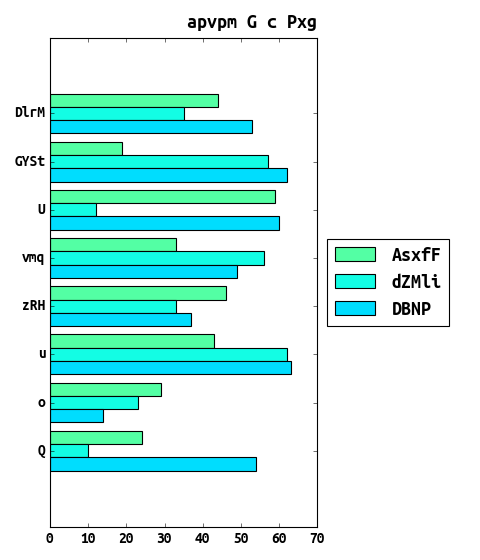 apvpm G c Pxg
DlrM
GYSt
U
vmq
zRH
u
o
Q
0 10 20 30 40 50 60 70
AsxfF
dZMli
DBNP